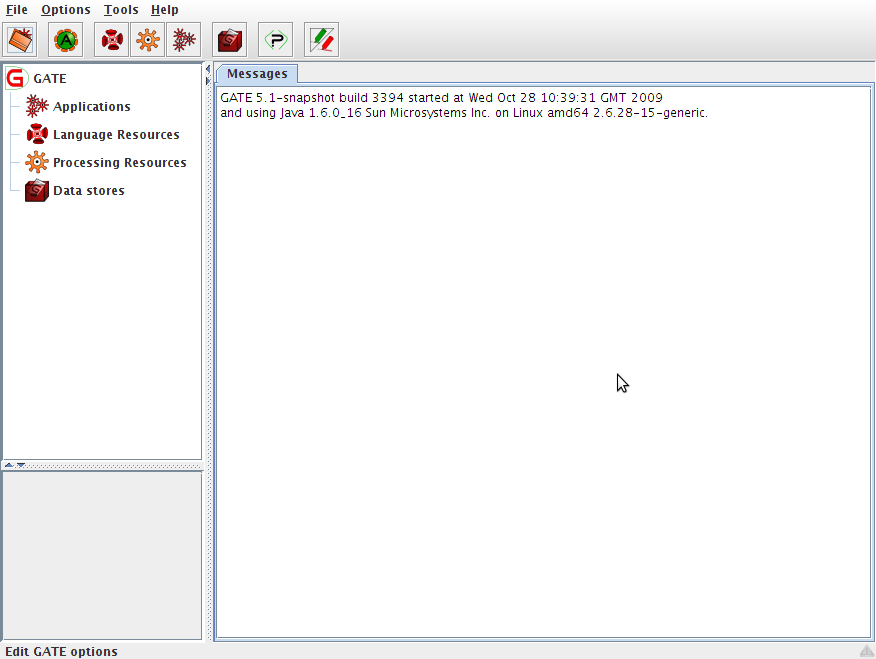 File Options Tools Help
GATE
Applications
Language Resources
Processing Resources
Data stores
Messages
GATE 5.1-snapshot build 3394 started at Wed Oct 28 10:39:31 GMT 2009
and using Java 1.6.0_16 Sun Microsystems Inc. on Linux amd64 2.6.28-15-generic.
Edit GATE options